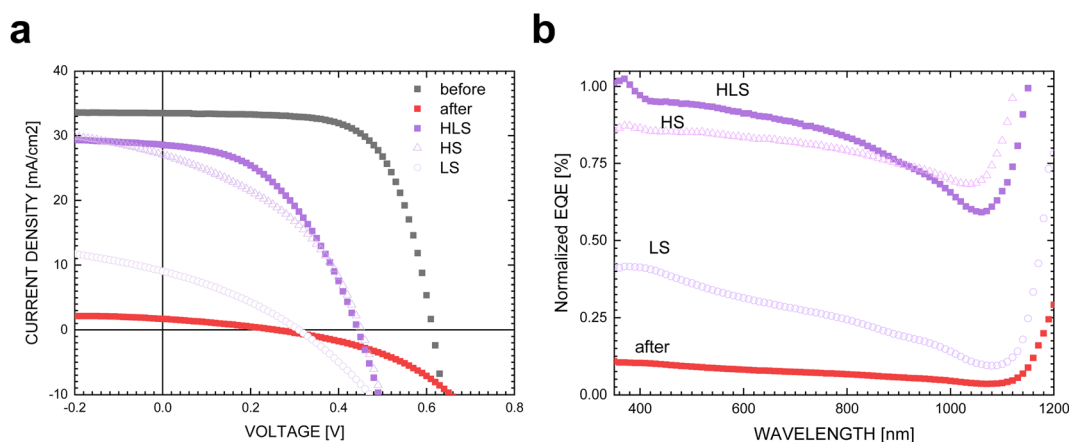 a
40
30
20
10
0
-10
-0.2
0.0
0.2
0.4
0.6
0.8
CURRENT DENSITY [mA/cm2]
VOLTAGE [V]
before
after
HLS
HS
LS
b
1.00
0.75
0.50
0.25
0.00
400
600
800
1000
1200
Normalized EQE [%]
WAVELENGTH [nm]
HLS
HS
LS
after